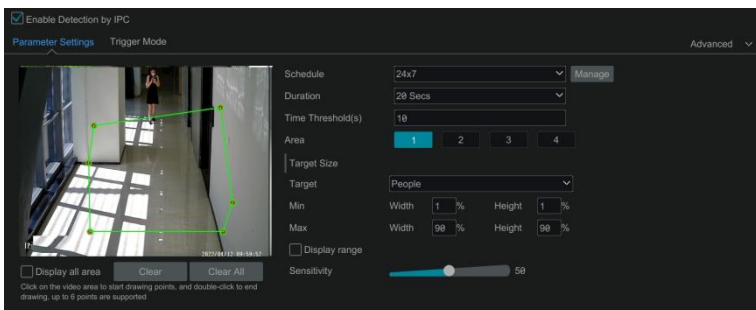 Enable Detection by IPC
Parameter Settings Trigger Mode Advanced
Schedule 24x7 Manage
Duration 20 Secs
Time Threshold(s) 10
Area 1 2 3 4
Target Size
Target People
Min Width 1 % Height 1 %
Max Width 90 % Height 90 %
Display range
Sensitivity 50
2022/04/12 09:59:52
Display all area Clear Clear All
Click on the video area to start drawing points, and double-click to end
drawing, up to 6 points are supported